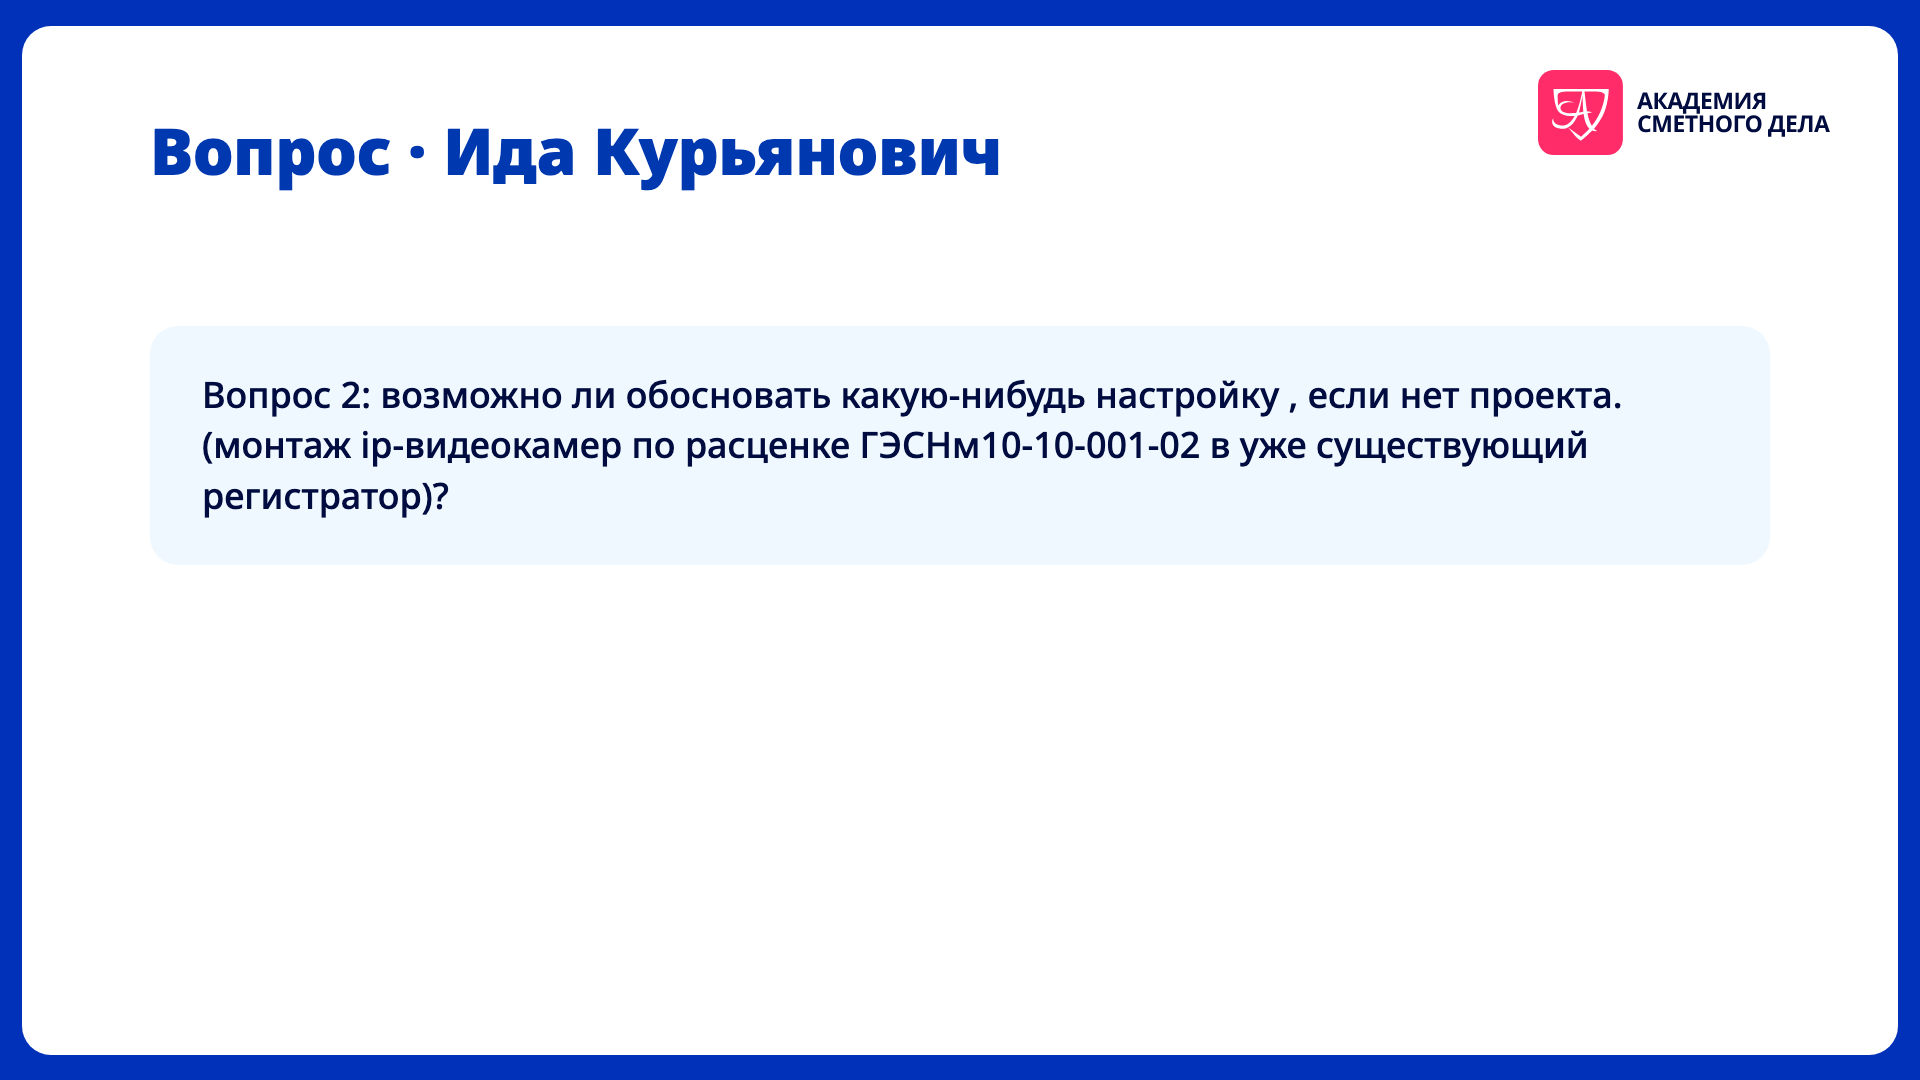 АКАДЕМИЯ
СМЕТНОГО ДЕЛА
Вопрос · Ида Курьянович
Вопрос 2: возможно ли обосновать какую-нибудь настройку , если нет проекта.
(монтаж ip-видеокамер по расценке ГЭСНм10-10-001-02 в уже существующий
регистратор)?